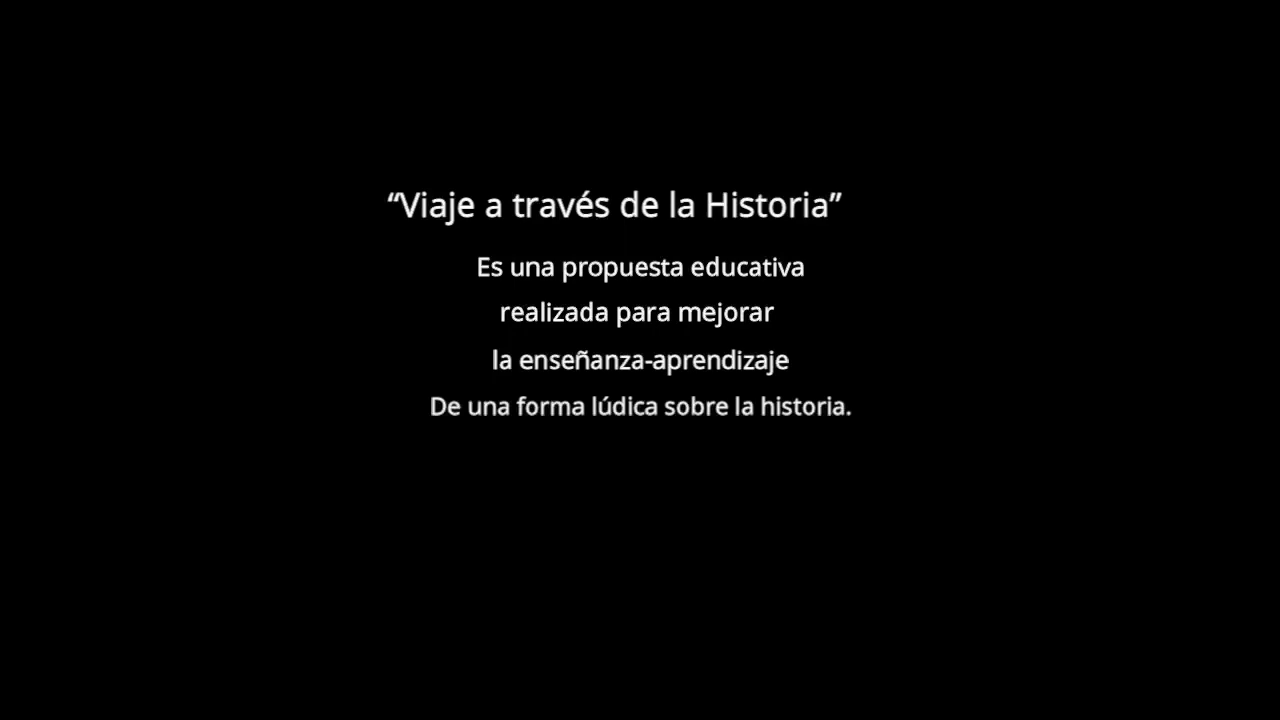 “Viaje a través de la Historia”
Es una propuesta educativa
realizada para mejorar
la enseñanza-aprendizaje
De una forma lúdica sobre la historia.